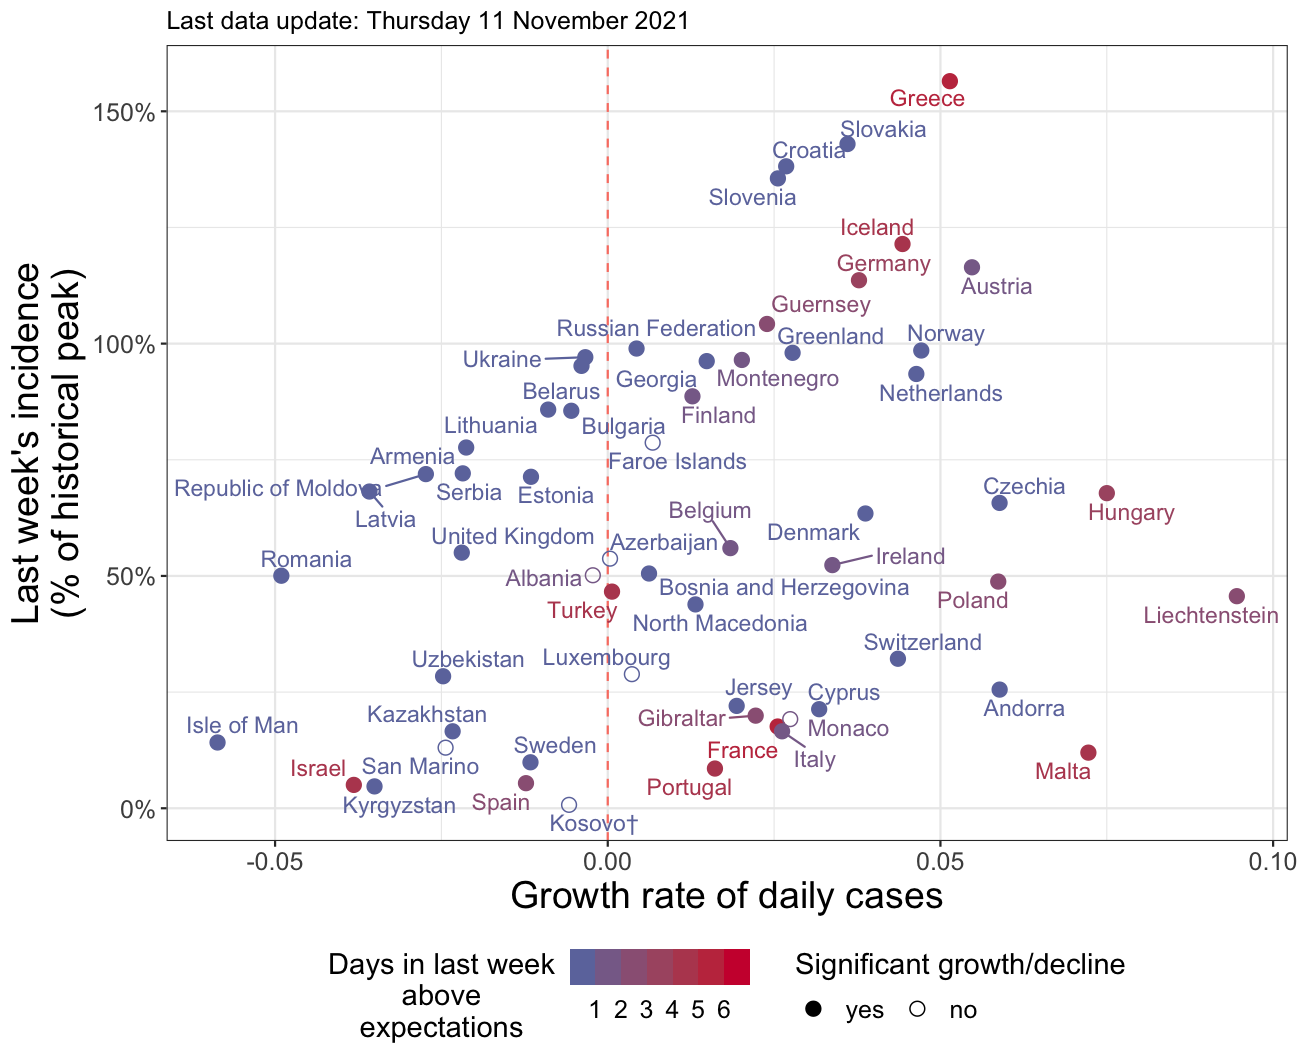 Last data update: Thursday 11 November 2021
Last week's incidence
(% of historical peak)
150%
100%
50%
0%
Greece
Slovakia
Croatia
Slovenia
Iceland
Germany
Austria
Guernsey
Russian Federation
Greenland
Norway
Ukraine
Georgia
Montenegro
Netherlands
Belarus
Finland
Lithuania
Bulgaria
Armenia
Faroe Islands
Republic of Moldova
Serbia
Estonia
Czechia
Latvia
Belgium
Hungary
United Kingdom
Azerbaijan
Denmark
Romania
Ireland
Albania
Bosnia and Herzegovina
Turkey
Poland
North Macedonia
Liechtenstein
Switzerland
Uzbekistan
Luxembourg
Jersey
Cyprus
Andorra
Isle of Man
Kazakhstan
Gibraltar
Monaco
Sweden
France
Italy
Israel
San Marino
Malta
Portugal
Kyrgyzstan
Spain
Kosovo†
-0.05
0.00
0.05
0.10
Growth rate of daily cases
Days in last week
above
expectations
1 2 3 4 5 6
Significant growth/decline
yes
no